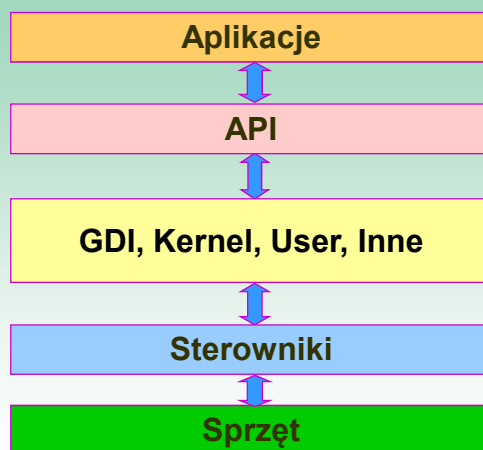 Aplikacje
API
GDI, Kernel, User, Inne
Sterowniki
Sprzęt